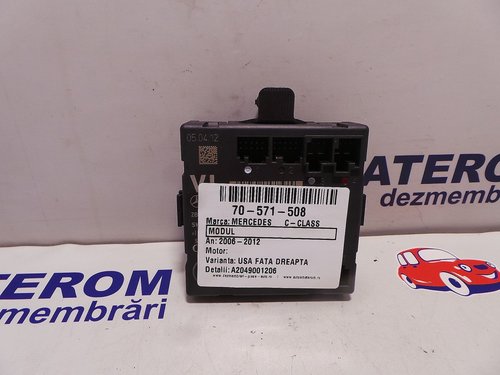 05.04.12
VL
70-571-508
Marca: MERCEDES C-CLASS
MODUL
An: 2006-2012
Motor:
Varianta: USA FATA DREAPTA
Detalii: A2049001206
ATEROM
dezmembrări
ATEROM
dezmembrări